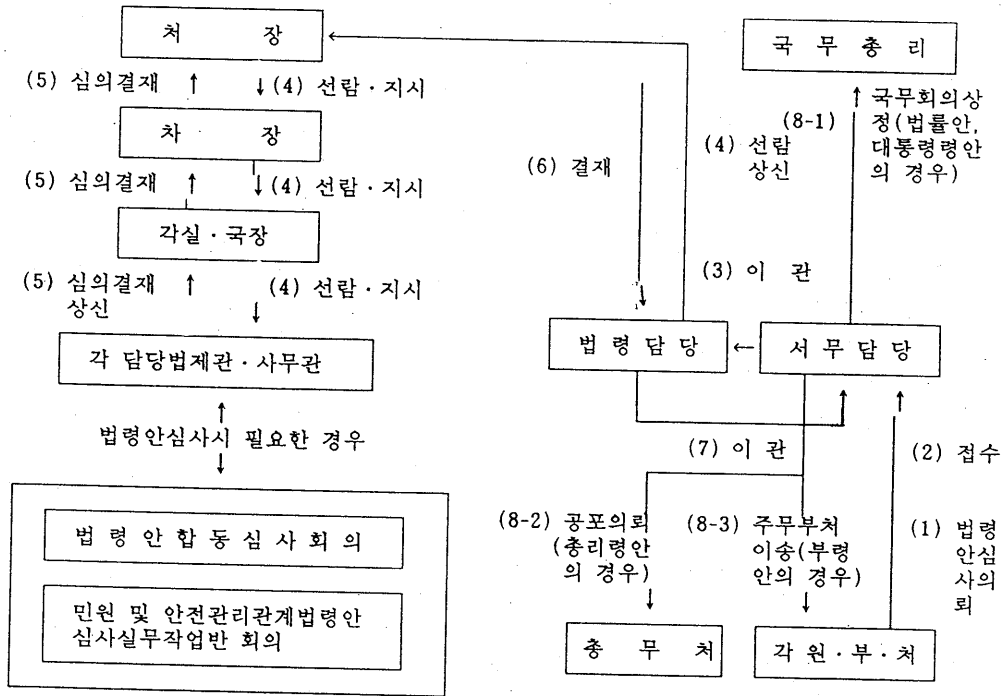 처 장
(5) 심의결재 ↑ ↓ (4) 선람·지시
차 장
(5) 심의결재 ↑ ↓ (4) 선람·지시
각실·국장
(5) 심의결재
상신
↑ ↓ (4) 선람·지시
각 담당법제관·사무관
법령안심사시 필요한 경우
법 령 안 합 동 심 사 회 의
민원 및 안전관리관계법령안
심사실무작업반 회의
국 무 총 리
(6) 결재
(4) 선람
상신
(8-1)
국무회의상
정(법률안,
대통령령안
의 경우)
(3) 이 관
법 령 담 당
서 무 담 당
(7) 이 관
(2) 접수
(8-2) 공포의뢰
(총리령안
의 경우)
(8-3) 주무부처
이송(부령
안의 경우)
(1) 법령
안심
사의
뢰
총 무 처
각 원·부·처